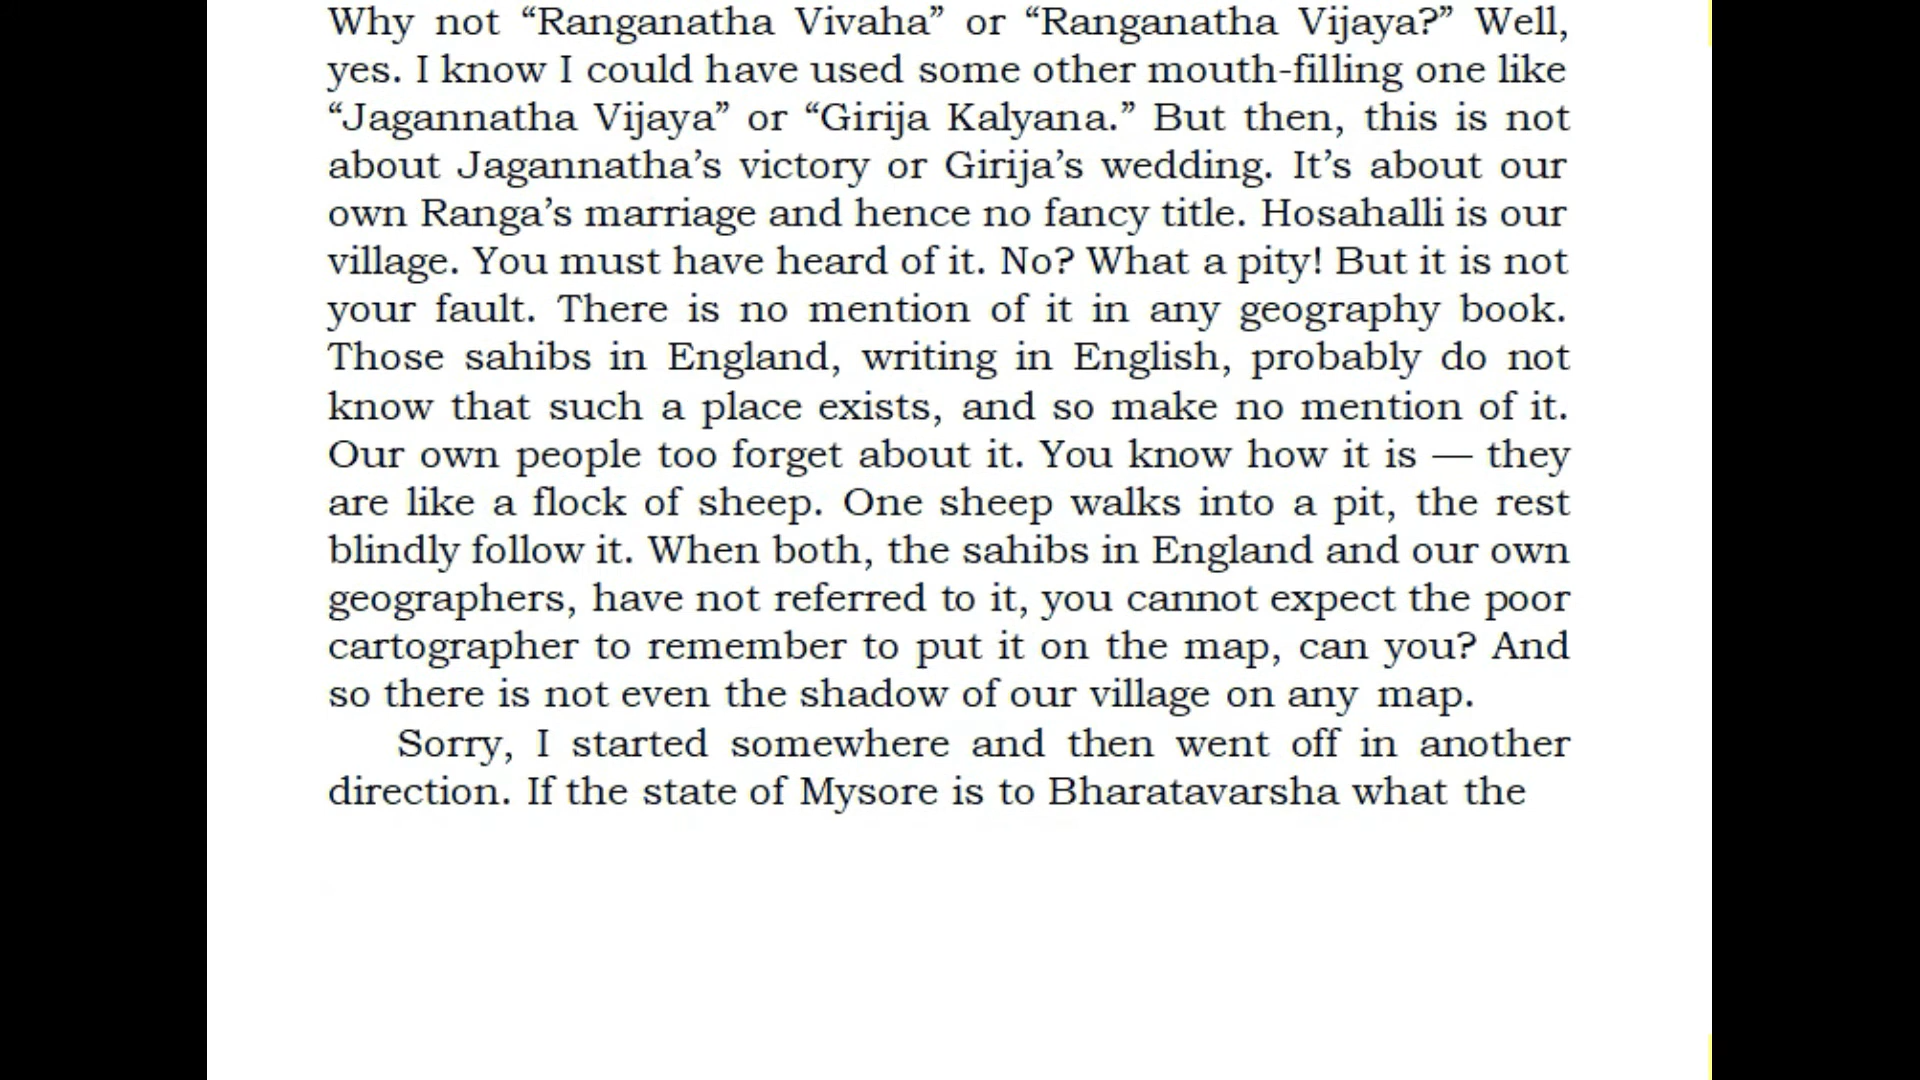 Why not “Ranganatha Vivaha” or “Ranganatha Vijaya?” Well,
yes. I know I could have used some other mouth-filling one like
“Jagannatha Vijaya” or “Girija Kalyana.” But then, this is not
about Jagannatha’s victory or Girija’s wedding. It’s about our
own Ranga’s marriage and hence no fancy title. Hosahalli is our
village. You must have heard of it. No? What a pity! But it is not
your fault. There is no mention of it in any geography book.
Those sahibs in England, writing in English, probably do not
know that such a place exists, and so make no mention of it.
Our own people too forget about it. You know how it is — they
are like a flock of sheep. One sheep walks into a pit, the rest
blindly follow it. When both, the sahibs in England and our own
geographers, have not referred to it, you cannot expect the poor
cartographer to remember to put it on the map, can you? And
so there is not even the shadow of our village on any map.
Sorry, I started somewhere and then went off in another
direction. If the state of Mysore is to Bharatavarsha what the